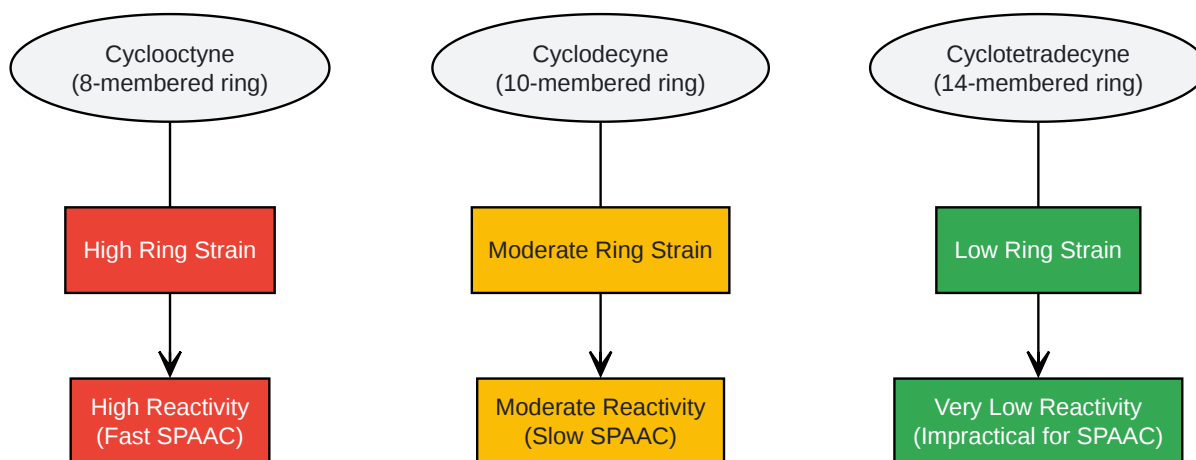 Cyclooctyne
(8-membered ring)
Cyclodecyne
(10-membered ring)
Cyclotetradecyne
(14-membered ring)
High Ring Strain
Moderate Ring Strain
Low Ring Strain
High Reactivity
(Fast SPAAC)
Moderate Reactivity
(Slow SPAAC)
Very Low Reactivity
(Impractical for SPAAC)